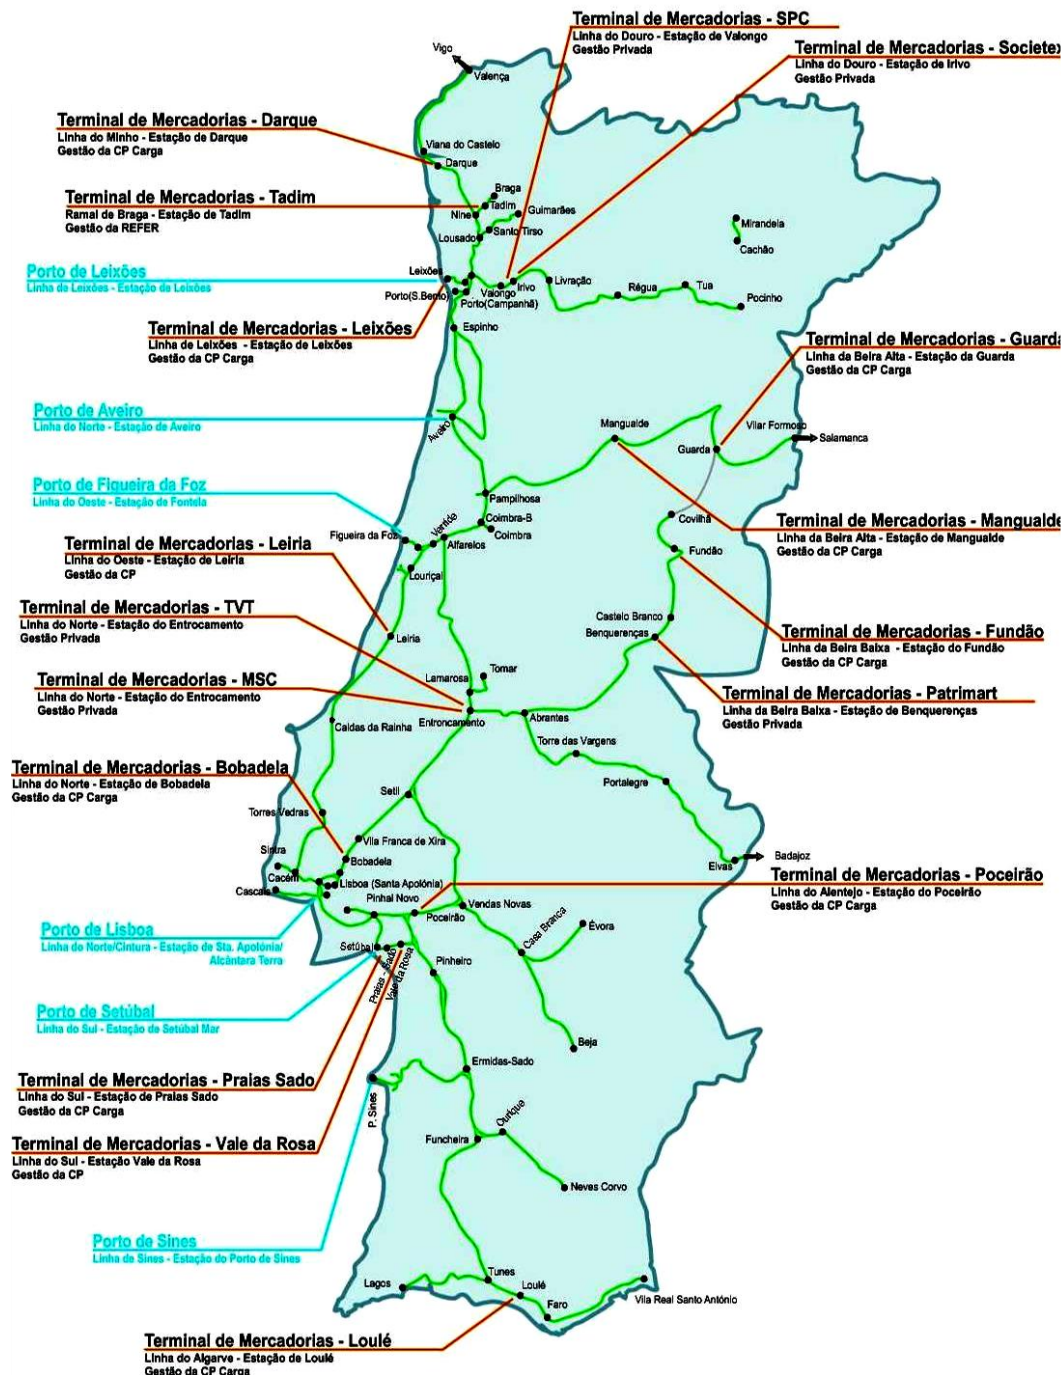 Terminal de Mercadorias - SPC
Linha do Douro - Estação de Valongo
Gestão Privada
Terminal de Mercadorias - Societex
Linha do Douro - Estação de Irivo
Gestão Privada
Vigo
Valença
Terminal de Mercadorias - Darque
Linha do Minho - Estação de Darque
Gestão da CP Carga
Viana do Castelo
Darque
Terminal de Mercadorias - Tadim
Ramal de Braga - Estação de Tadim
Gestão da REFER
Braga
Tadim
Nine
Guimarães
Santo Tirso
Lousado
Mirandela
Cachão
Porto de Leixões
Linha de Leixões - Estação de Leixões
Leixões
Porto(S.Bento)
Porto(Campanhã)
Valongo
Irivo
Livração
Régua
Tua
Pocinho
Terminal de Mercadorias - Leixões
Linha de Leixões - Estação de Leixões
Gestão da CP Carga
Espinho
Terminal de Mercadorias - Guarda
Linha da Beira Alta - Estação da Guarda
Gestão da CP Carga
Porto de Aveiro
Linha do Norte - Estação de Aveiro
Aveiro
Mangualde
Vilar Formoso
Salamanca
Guarda
Porto de Figueira da Foz
Linha do Oeste - Estação de Fontela
Pampilhosa
Coimbra-B
Coimbra
Covilhã
Terminal de Mercadorias - Mangualde
Linha da Beira Alta - Estação de Mangualde
Gestão da CP Carga
Figueira da Foz
Verride
Alfarelos
Terminal de Mercadorias - Leiria
Linha do Oeste - Estação de Leiria
Gestão da CP
Louriçal
Fundão
Terminal de Mercadorias - TVT
Linha do Norte - Estação do Entrocamento
Gestão Privada
Leiria
Castelo Branco
Benquerenças
Terminal de Mercadorias - Fundão
Linha da Beira Baixa - Estação do Fundão
Gestão da CP Carga
Terminal de Mercadorias - MSC
Linha do Norte - Estação do Entrocamento
Gestão Privada
Tomar
Lamarosa
Entroncamento
Abrantes
Terminal de Mercadorias - Patrimart
Linha da Beira Baixa - Estação de Benquerenças
Gestão Privada
Caldas da Rainha
Torre das Vargens
Portalegre
Terminal de Mercadorias - Bobadela
Linha do Norte - Estação de Bobadela
Gestão da CP Carga
Setil
Torres Vedras
Vila Franca de Xira
Sintra
Bobadela
Elvas
Badajoz
Cacém
Cascais
Lisboa (Santa Apolónia)
Pinhal Novo
Poceirão
Vendas Novas
Terminal de Mercadorias - Poceirão
Linha do Alentejo - Estação do Poceirão
Gestão da CP Carga
Porto de Lisboa
Linha do Norte/Cintura - Estação de Sta. Apolónia/
Alcântara Terra
Setúbal
Praias - Sado
Vale da Rosa
Casa Branca
Évora
Pinheiro
Porto de Setúbal
Linha do Sul - Estação de Setúbal Mar
Beja
Ermidas-Sado
Terminal de Mercadorias - Praias Sado
Linha do Sul - Estação de Praias Sado
Gestão da CP Carga
P. Sines
Ourique
Funcheira
Terminal de Mercadorias - Vale da Rosa
Linha do Sul - Estação Vale da Rosa
Gestão da CP
Neves Corvo
Porto de Sines
Linha de Sines - Estação do Porto de Sines
Lagos
Tunes
Loulé
Faro
Vila Real Santo António
Terminal de Mercadorias - Loulé
Linha do Algarve - Estação de Loulé
Gestão da CP Carga